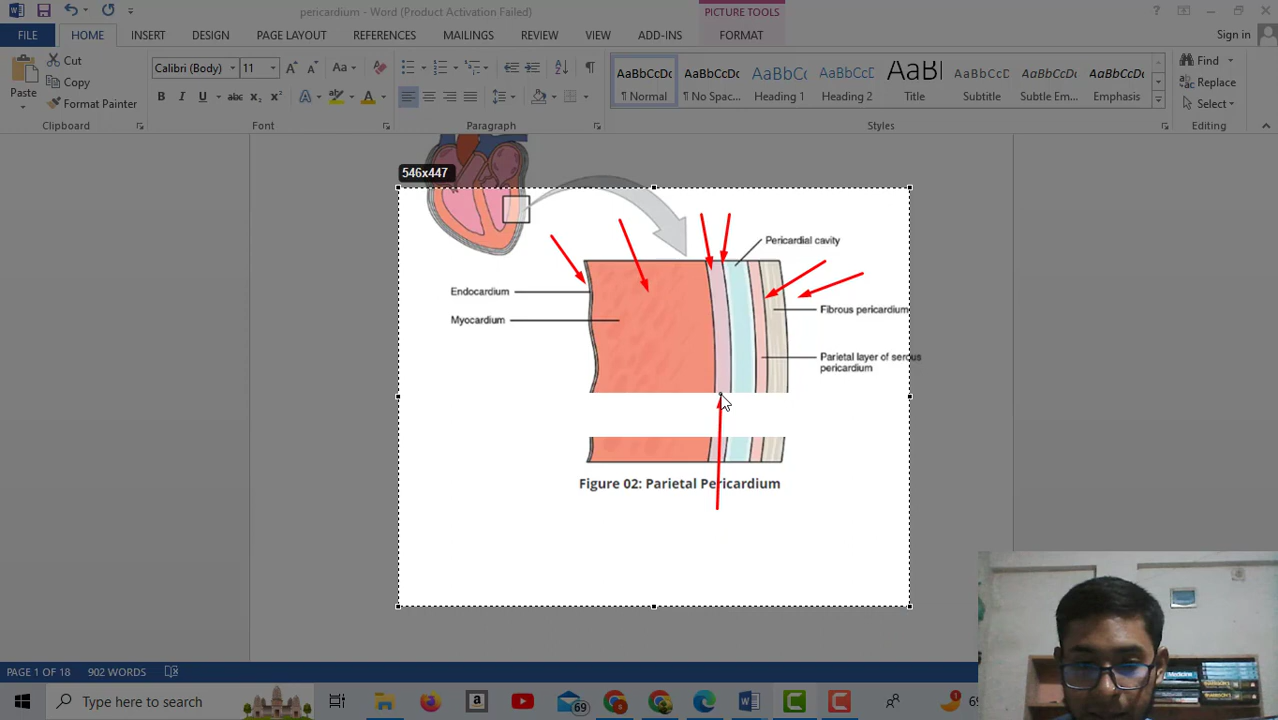 pericardium - Word (Product Activation Failed)
PICTURE TOOLS
FILE HOME INSERT DESIGN PAGE LAYOUT REFERENCES MAILINGS REVIEW VIEW ADD-INS FORMAT Sign in
Cut
Copy
Format Painter
Paste
Calibri (Body) 11
AaBbCcDc AaBbCcDc AaBbCc AaBbCcD AaBl AaBbCcD AaBbCcDc AaBbCcDc
¶ Normal ¶ No Spac... Heading 1 Heading 2 Title Subtitle Subtle Em... Emphasis
Find
Replace
Select
Clipboard Font Paragraph Styles Editing
546x447
Pericardial cavity
Endocardium
Myocardium
Fibrous pericardium
Parietal layer of serous
pericardium
Figure 02: Parietal Pericardium
PAGE 1 OF 18 902 WORDS
Type here to search
69